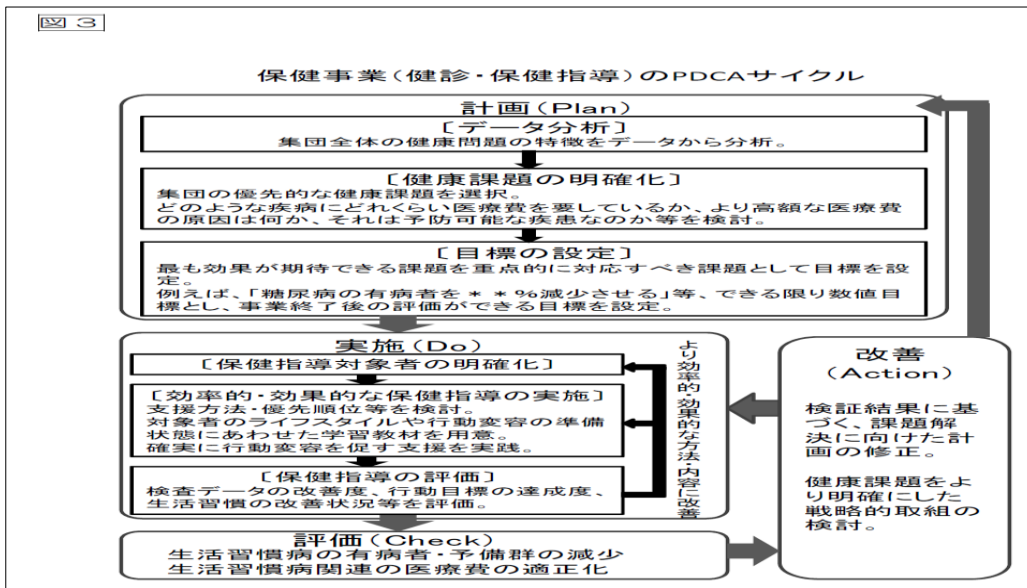 図３
保健事業(健診・保健指導)のPDCAサイクル
計画(Plan)
［データ分析］
集団全体の健康問題の特徴をデータから分析。
［健康課題の明確化］
集団の優先的な健康課題を選択。
どのような疾病にどれくらい医療費を要しているか、より高額な医療費
の原因は何か、それは予防可能な疾患なのか等を検討。
［目標の設定］
最も効果が期待できる課題を重点的に対応すべき課題として目標を設
定。
例えば、「糖尿病の有病者を＊＊%減少させる」等、できる限り数値目
標とし、事業終了後の評価ができる目標を設定。
実施(Do)
［保健指導対象者の明確化］
［効率的・効果的な保健指導の実施］
支援方法・優先順位等を検討。
対象者のライフスタイルや行動変容の準備
状態にあわせた学習教材を用意。
確実に行動変容を促す支援を実践。
［保健指導の評価］
検査データの改善度、行動目標の達成度、
生活習慣の改善状況等を評価。
より効率的・効果的な方法・内容に改善
評価(Check)
生活習慣病の有病者・予備群の減少
生活習慣病関連の医療費の適正化
改善
(Action)
検証結果に基
づく、課題解
決に向けた計
画の修正。
健康課題をよ
り明確にした
戦略的取組の
検討。